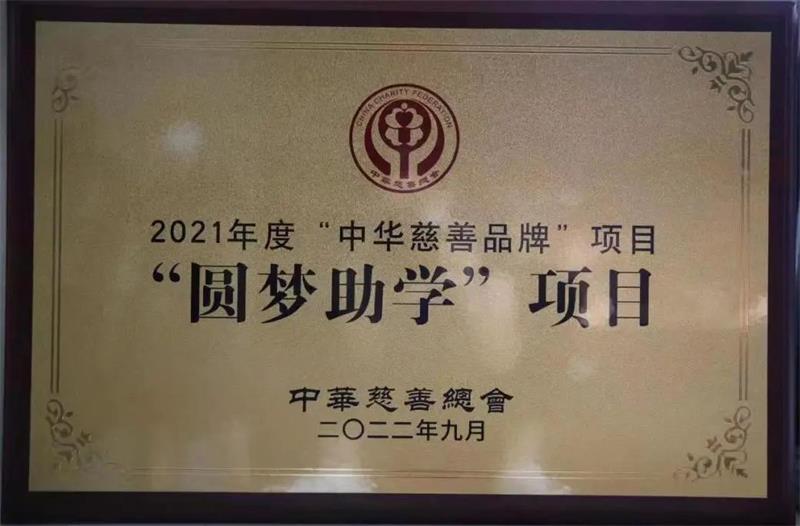 CHINA CHARITY FEDERATION
中華慈善總會
2021年度“中华慈善品牌”项目
“圆梦助学”项目
中華慈善總會
二〇二二年九月